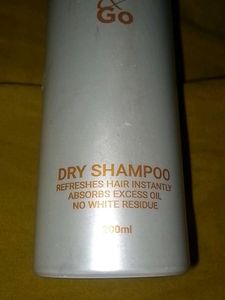 & Go
DRY SHAMPOO
REFRESHES HAIR INSTANTLY
ABSORBS EXCESS OIL
NO WHITE RESIDUE
200ml